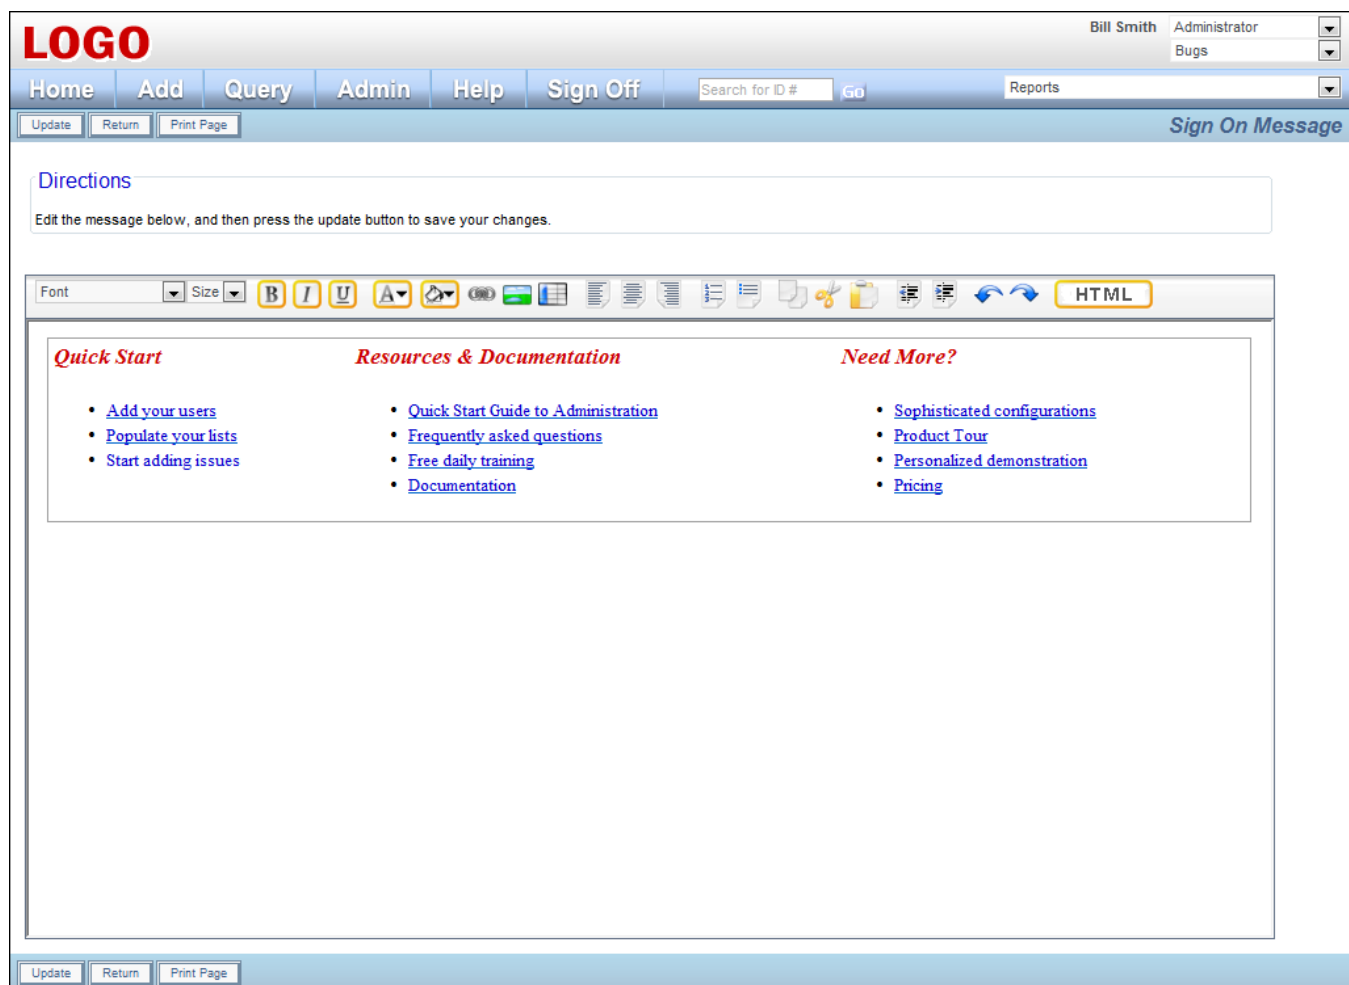 LOGO
Bill Smith Administrator
Bugs
Home Add Query Admin Help Sign Off Search for ID # Go Reports
Update Return Print Page Sign On Message
Directions
Edit the message below, and then press the update button to save your changes.
Font Size B I U A HTML
Quick Start Resources & Documentation Need More?
• Add your users • Quick Start Guide to Administration • Sophisticated configurations
• Populate your lists • Frequently asked questions • Product Tour
• Start adding issues • Free daily training • Personalized demonstration
• Documentation • Pricing
Update Return Print Page